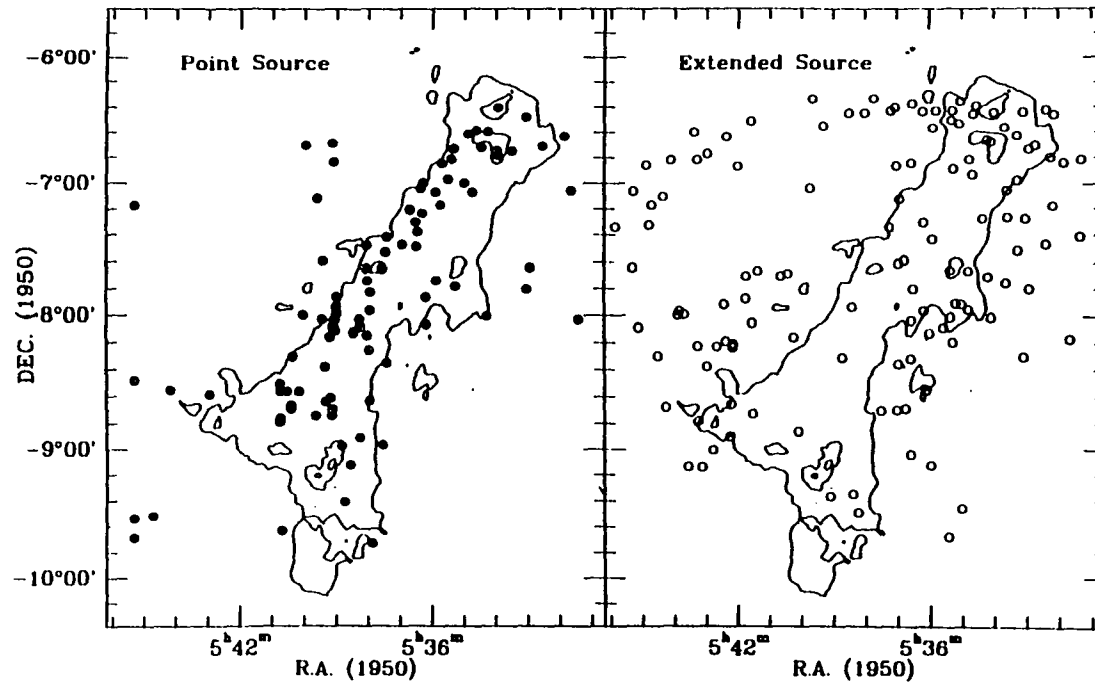 Point Source
Extended Source
DEC. (1950)
-6°00'
-7°00'
-8°00'
-9°00'
-10°00'
5ʰ42ᵐ
5ʰ36ᵐ
5ʰ42ᵐ
5ʰ36ᵐ
R.A. (1950)
R.A. (1950)